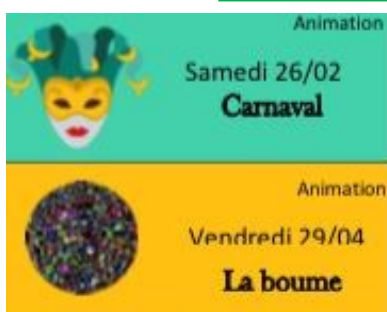 Animation
Samedi 26/02
Carnaval
Animation
Vendredi 29/04
La boume